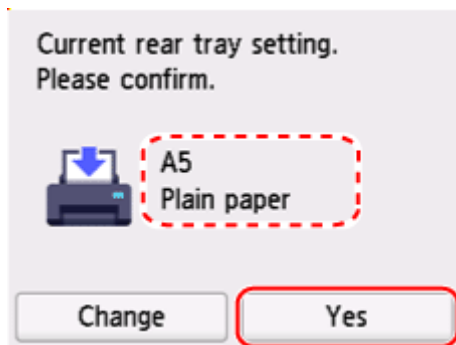 Current rear tray setting.
Please confirm.
A5
Plain paper
Change
Yes